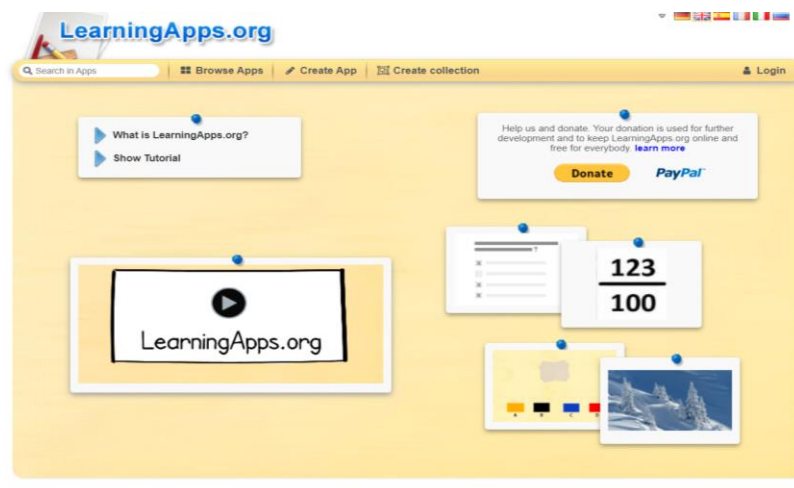 LearningApps.org
Search in Apps
Browse Apps
Create App
Create collection
Login
What is LearningApps.org?
Show Tutorial
Help us and donate. Your donation is used for further
development and to keep LearningApps.org online and
free for everybody. learn more
Donate
PayPal
LearningApps.org
?
123
100
A B C D